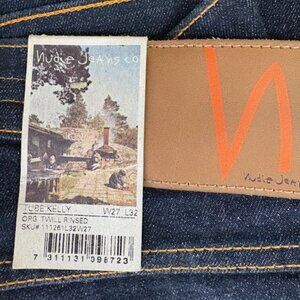 nudie Jeans co
TUBE KELLY W27 L32
ORG. TWILL RINSED
SKU# 111261L32W27
7 311131 098723
nudie Jeans co